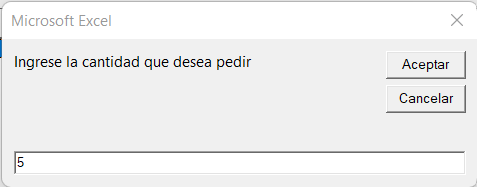 Microsoft Excel
Ingrese la cantidad que desea pedir
Aceptar
Cancelar
5